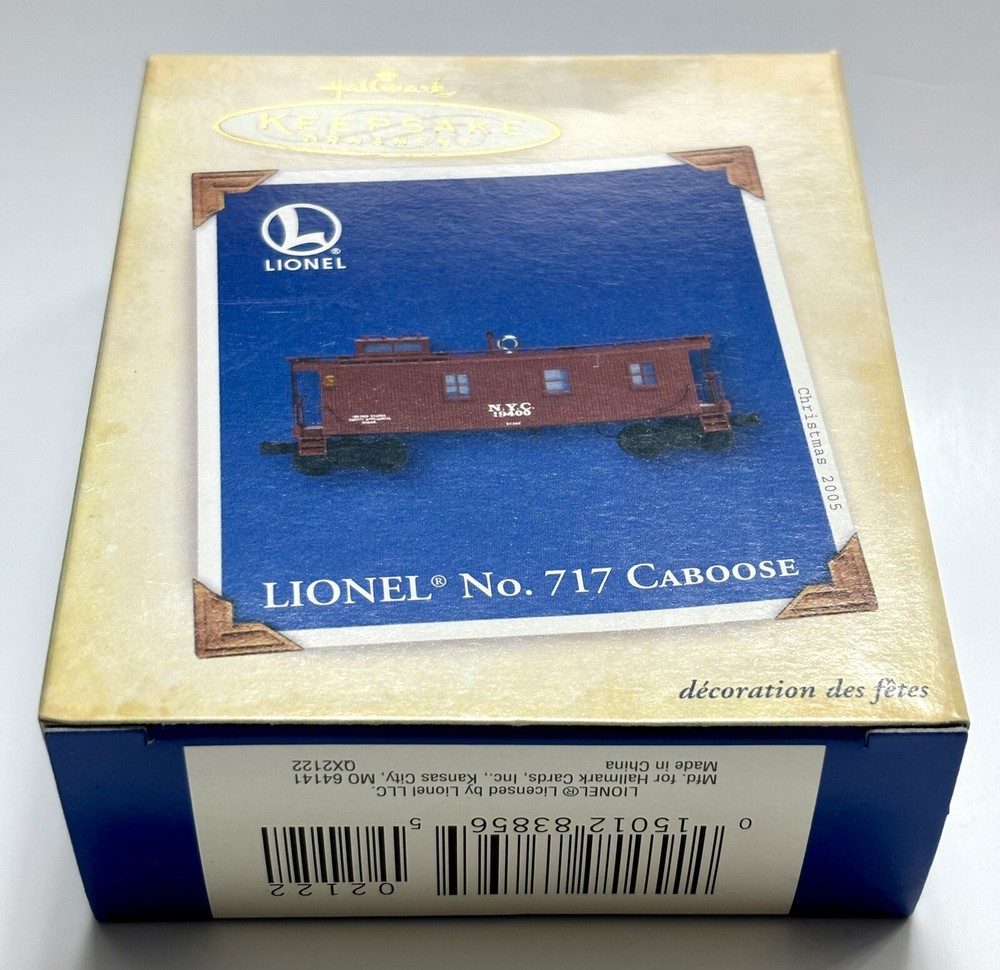 Hallmark
KEEPSAKE
ORNAMENT
L
LIONEL®
N.Y.C.
19400
Christmas 2005
LIONEL® No. 717 CABOOSE
décoration des fêtes
LIONEL® Licensed by Lionel LLC.
Mfd. for Hallmark Cards, Inc., Kansas City, MO 64141
Made in China QX2122
0 15012 83856 5
02122